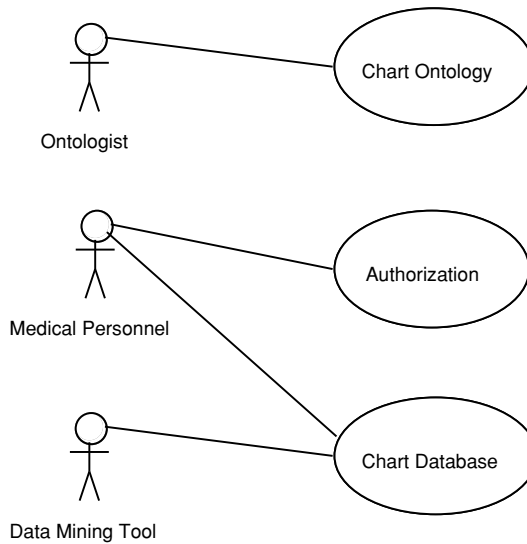 Chart Ontology
Ontologist
Authorization
Medical Personnel
Chart Database
Data Mining Tool